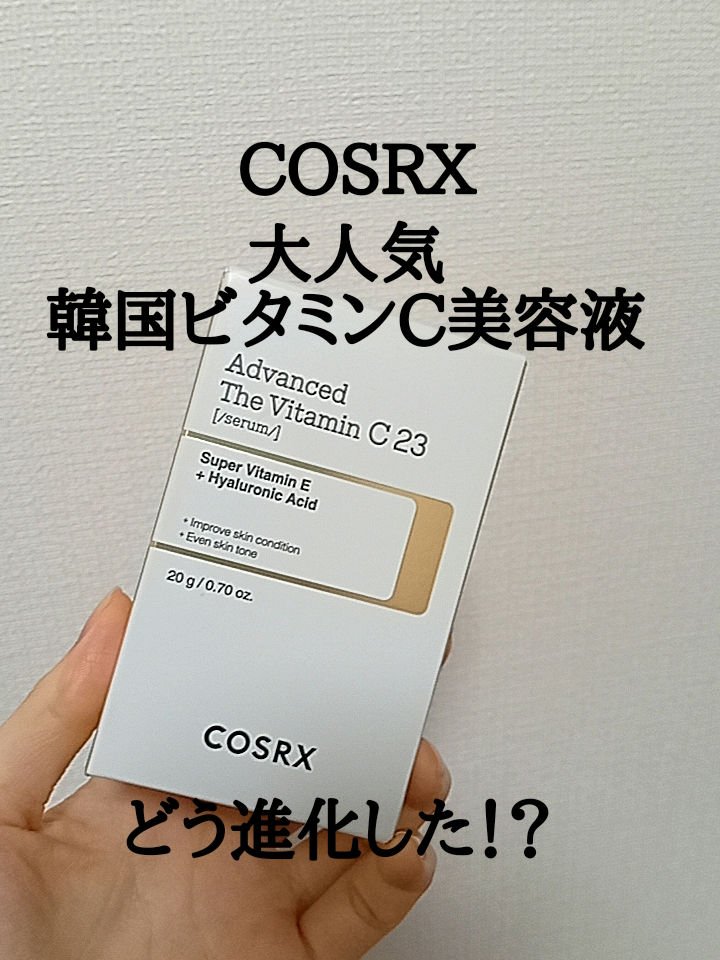 COSRX
大人気
韓国ビタミンC美容液
Advanced
The Vitamin C 23
[/serum/]
Super Vitamin E
+ Hyaluronic Acid
+ Improve skin condition
+ Even skin tone
20 g / 0.70 oz.
COSRX
どう進化した!?